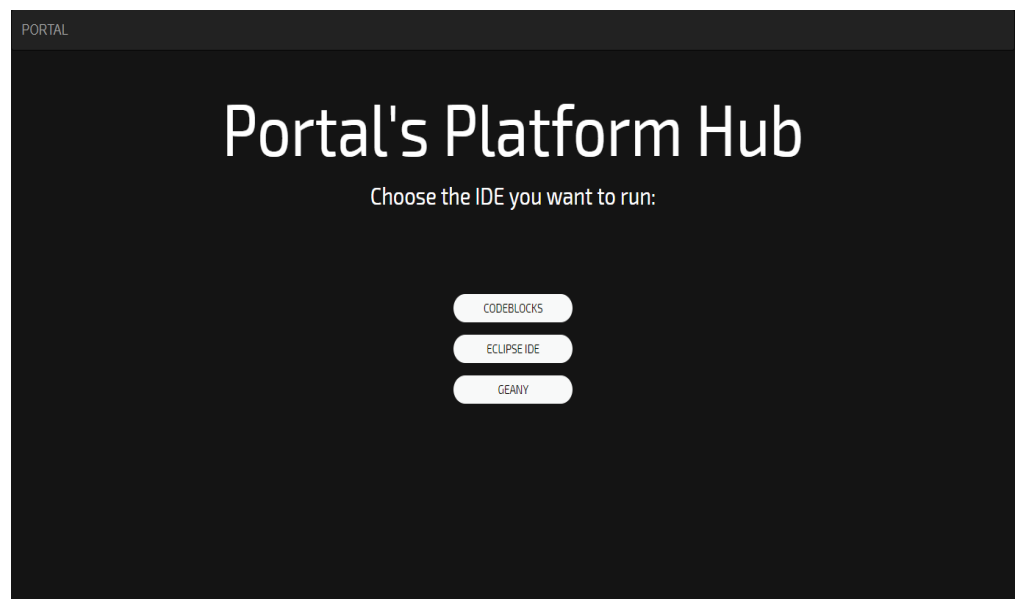 PORTAL
Portal's Platform Hub
Choose the IDE you want to run:
CODEBLOCKS
ECLIPSE IDE
GEANY